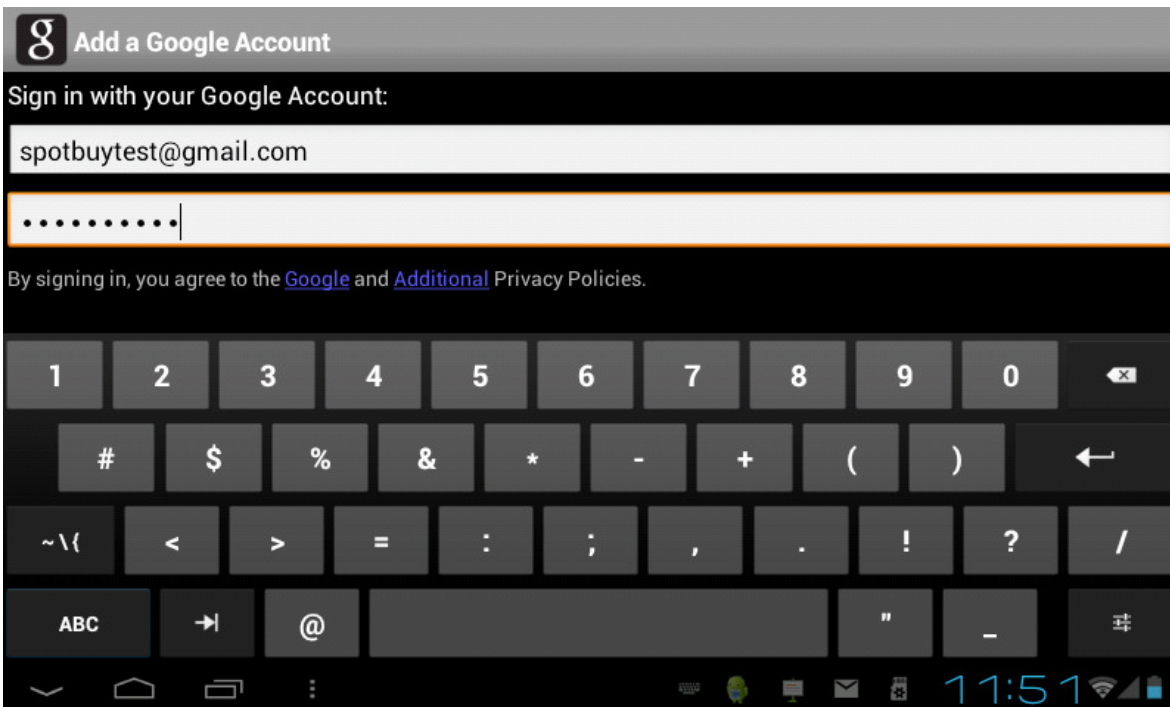 g Add a Google Account
Sign in with your Google Account:
spotbuytest@gmail.com
••••••••••
By signing in, you agree to the Google and Additional Privacy Policies.
1 2 3 4 5 6 7 8 9 0
# $ % & * - + ( )
~\{ < > = : ; , . ! ? /
ABC @ " _
11:51